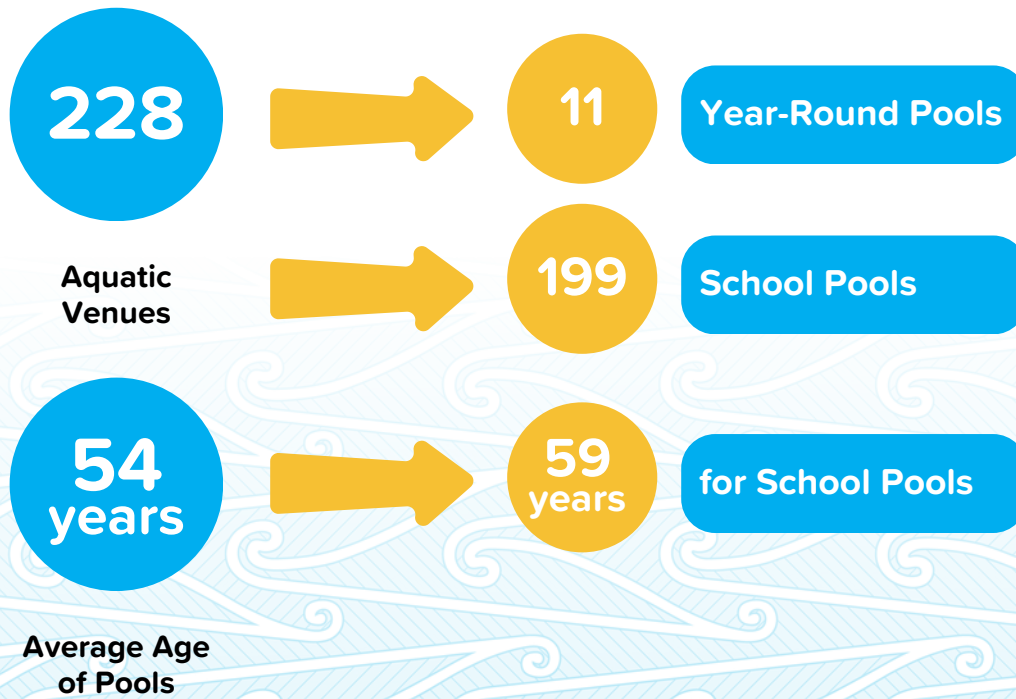 228
11
Year-Round Pools
Aquatic
Venues
199
School Pools
54
years
59
years
for School Pools
Average Age
of Pools